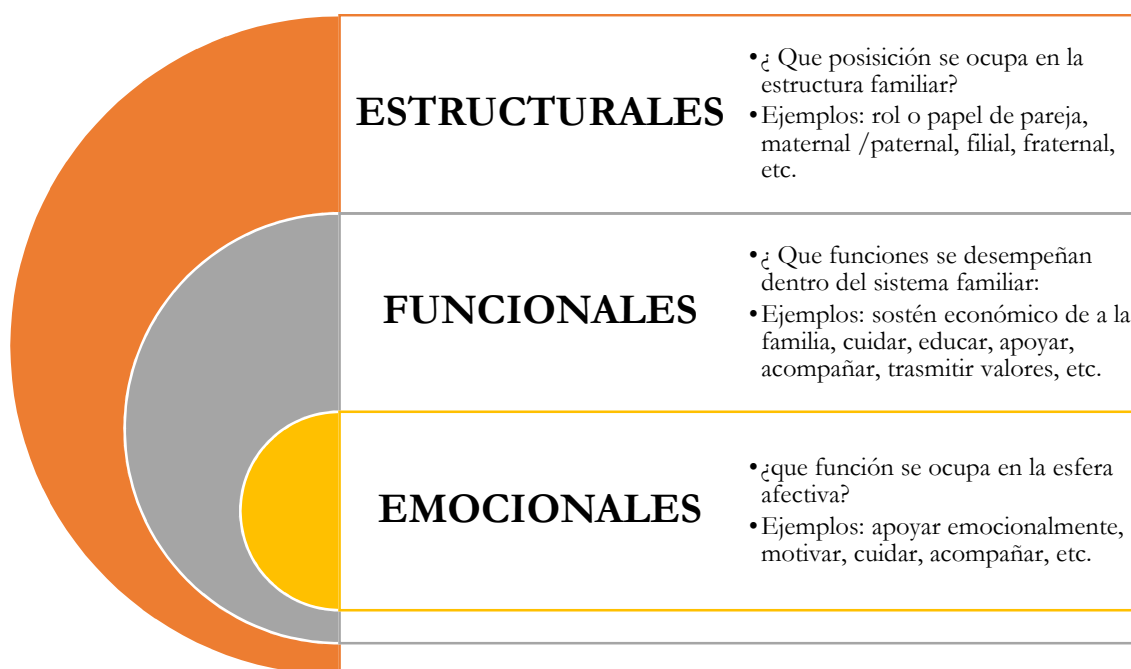 ESTRUCTURALES
•¿ Que posisición se ocupa en la
estructura familiar?
•Ejemplos: rol o papel de pareja,
maternal /paternal, filial, fraternal,
etc.
FUNCIONALES
•¿ Que funciones se desempeñan
dentro del sistema familiar:
•Ejemplos: sostén económico de a la
familia, cuidar, educar, apoyar,
acompañar, trasmitir valores, etc.
EMOCIONALES
•¿que función se ocupa en la esfera
afectiva?
•Ejemplos: apoyar emocionalmente,
motivar, cuidar, acompañar, etc.